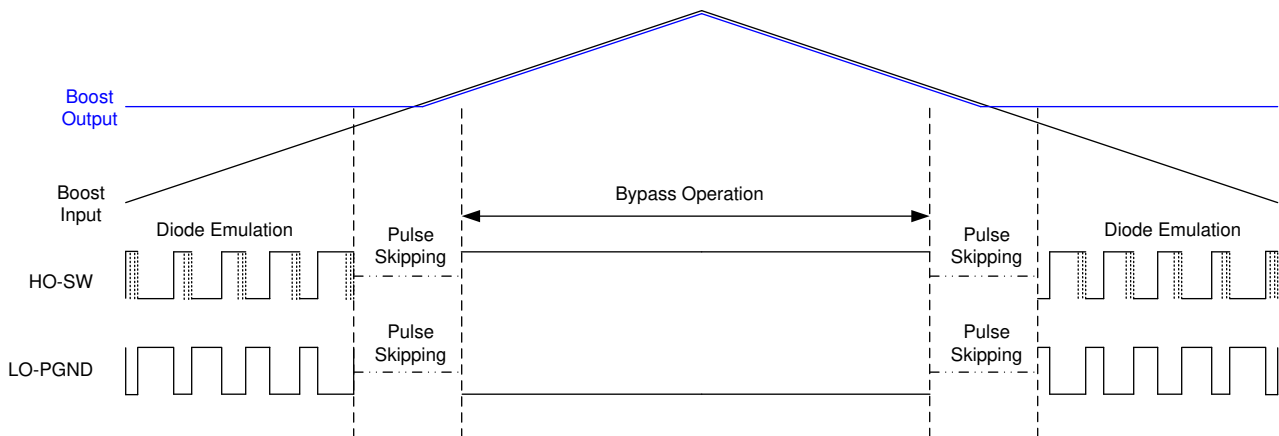 Boost
Output
Boost
Input
Bypass Operation
Diode Emulation
Pulse
Skipping
Pulse
Skipping
Diode Emulation
HO-SW
Pulse
Skipping
Pulse
Skipping
LO-PGND